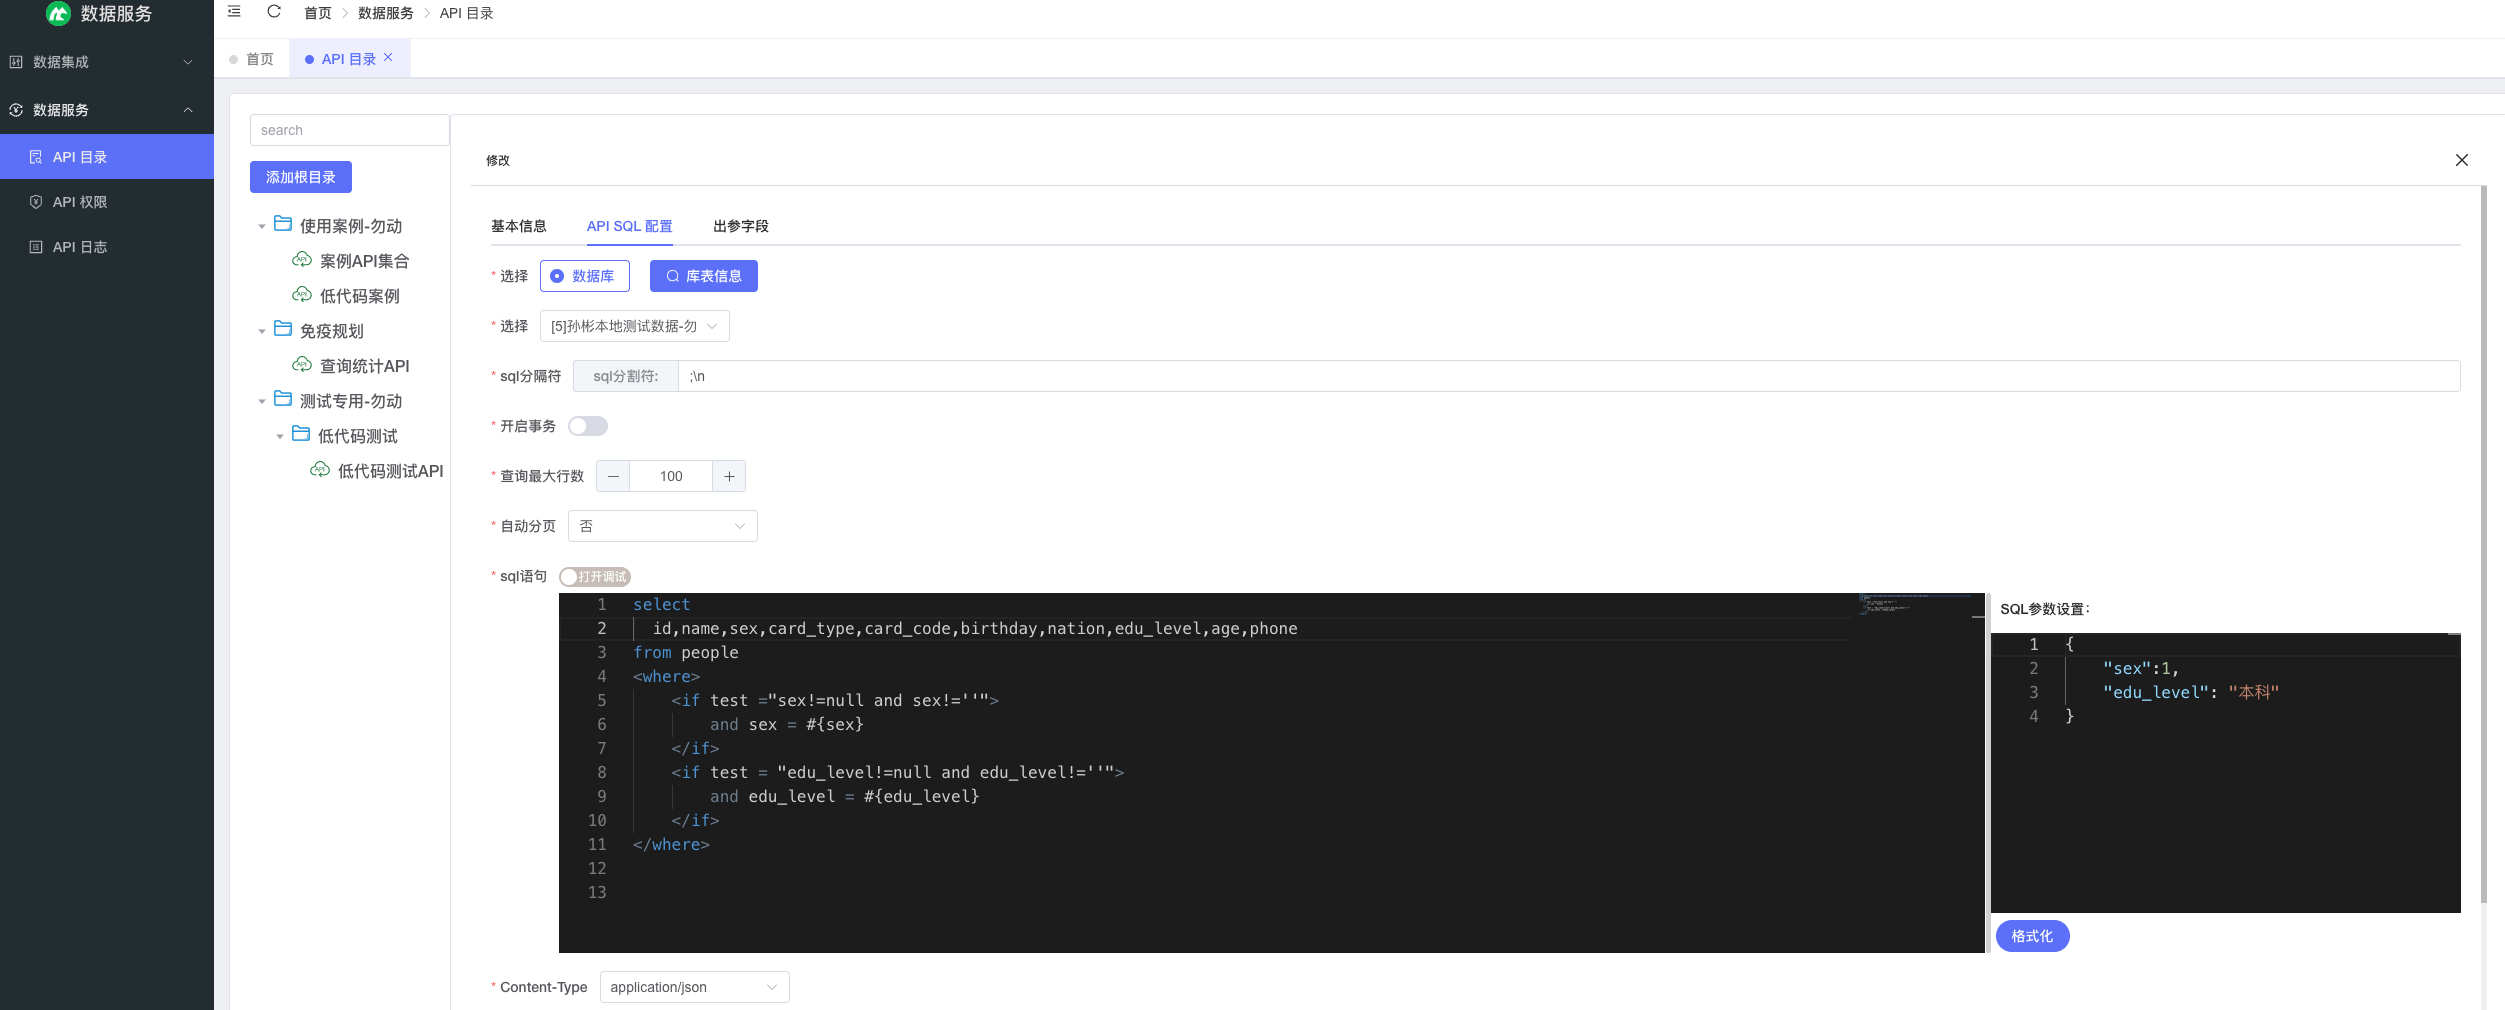 数据服务
首页 数据服务 API 目录
数据集成
数据服务
API 目录
API 权限
API 日志
首页 API 目录
search
添加根目录
使用案例-勿动
API 案例API集合
API 低代码案例
免疫规划
API 查询统计API
测试专用-勿动
低代码测试
API 低代码测试API
修改
基本信息 API SQL 配置 出参字段
* 选择 数据库 库表信息
* 选择 [5]孙彬本地测试数据-勿
* sql分隔符 sql分割符: ;\n
* 开启事务
* 查询最大行数 100
* 自动分页 否
* sql语句 打开调试
1 select
2 id,name,sex,card_type,card_code,birthday,nation,edu_level,age,phone
3 from people
4 <where>
5 <if test ="sex!=null and sex!=''">
6 and sex = #{sex}
7 </if>
8 <if test = "edu_level!=null and edu_level!=''">
9 and edu_level = #{edu_level}
10 </if>
11 </where>
12
13
SQL参数设置:
1 {
2 "sex":1,
3 "edu_level": "本科"
4 }
格式化
* Content-Type application/json